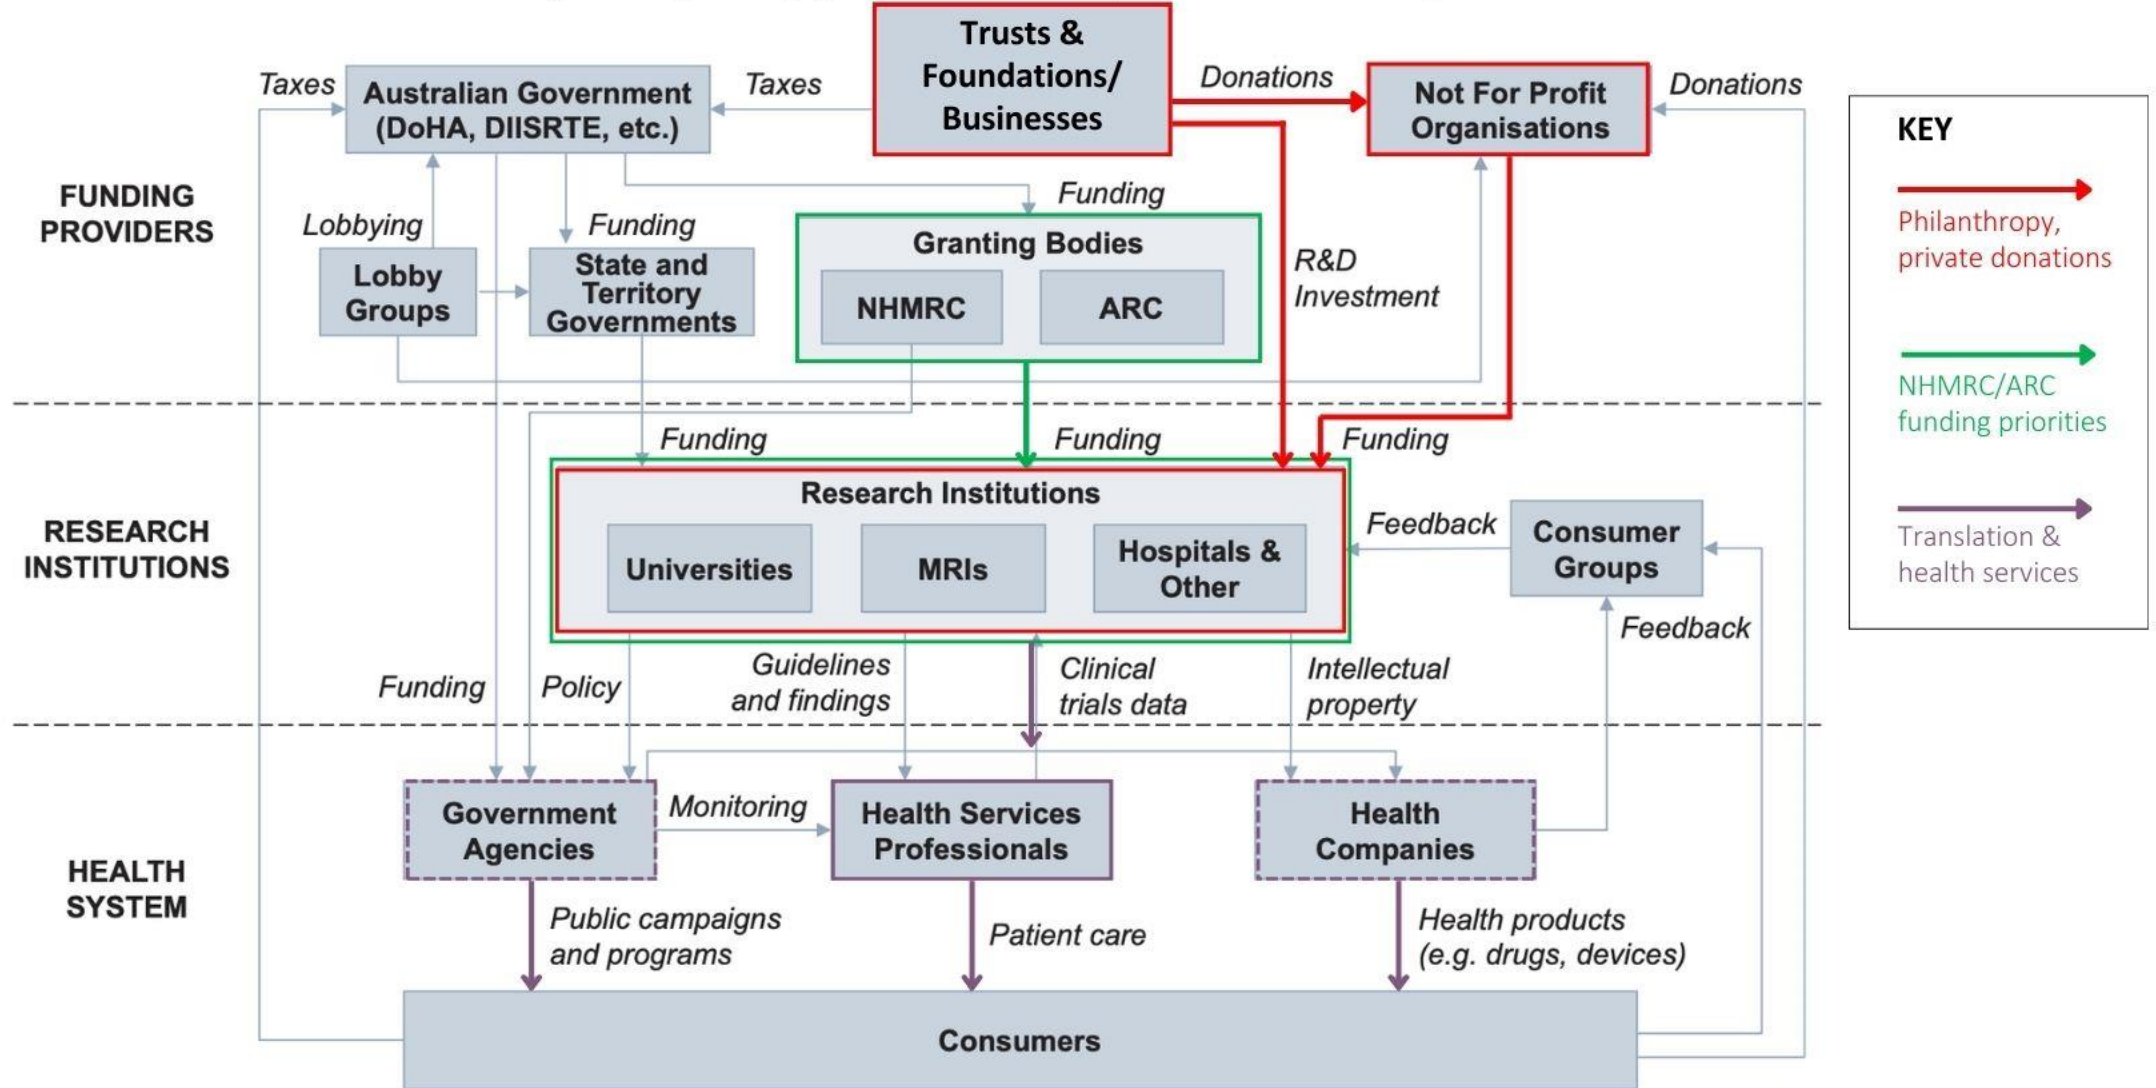 Trusts &
Foundations/
Businesses
Taxes
Australian Government
(DoHA, DIISRTE, etc.)
Taxes
Donations
Not For Profit
Organisations
Donations
KEY
Philanthropy,
private donations
NHMRC/ARC
funding priorities
Translation &
health services
FUNDING
PROVIDERS
Lobbying
Funding
Funding
Lobby
Groups
State and
Territory
Governments
Granting Bodies
NHMRC
ARC
R&D
Investment
Funding
Funding
Funding
RESEARCH
INSTITUTIONS
Research Institutions
Universities
MRIs
Hospitals &
Other
Feedback
Consumer
Groups
Feedback
Funding
Policy
Guidelines
and findings
Clinical
trials data
Intellectual
property
HEALTH
SYSTEM
Government
Agencies
Monitoring
Health Services
Professionals
Health
Companies
Public campaigns
and programs
Patient care
Health products
(e.g. drugs, devices)
Consumers